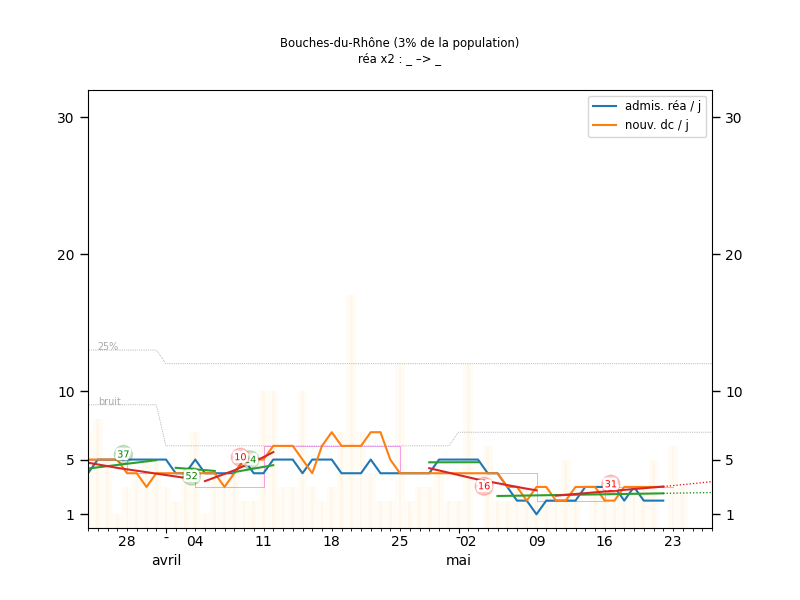 Bouches-du-Rhône (3% de la population)
réa x2 : _ –> _
admis. réa / j
nouv. dc / j
30 30
20 20
25%
10 bruit 10
37 10 24
5 5
52 16 31
1 1
28 04 11 18 25 02 09 16 23
avril mai